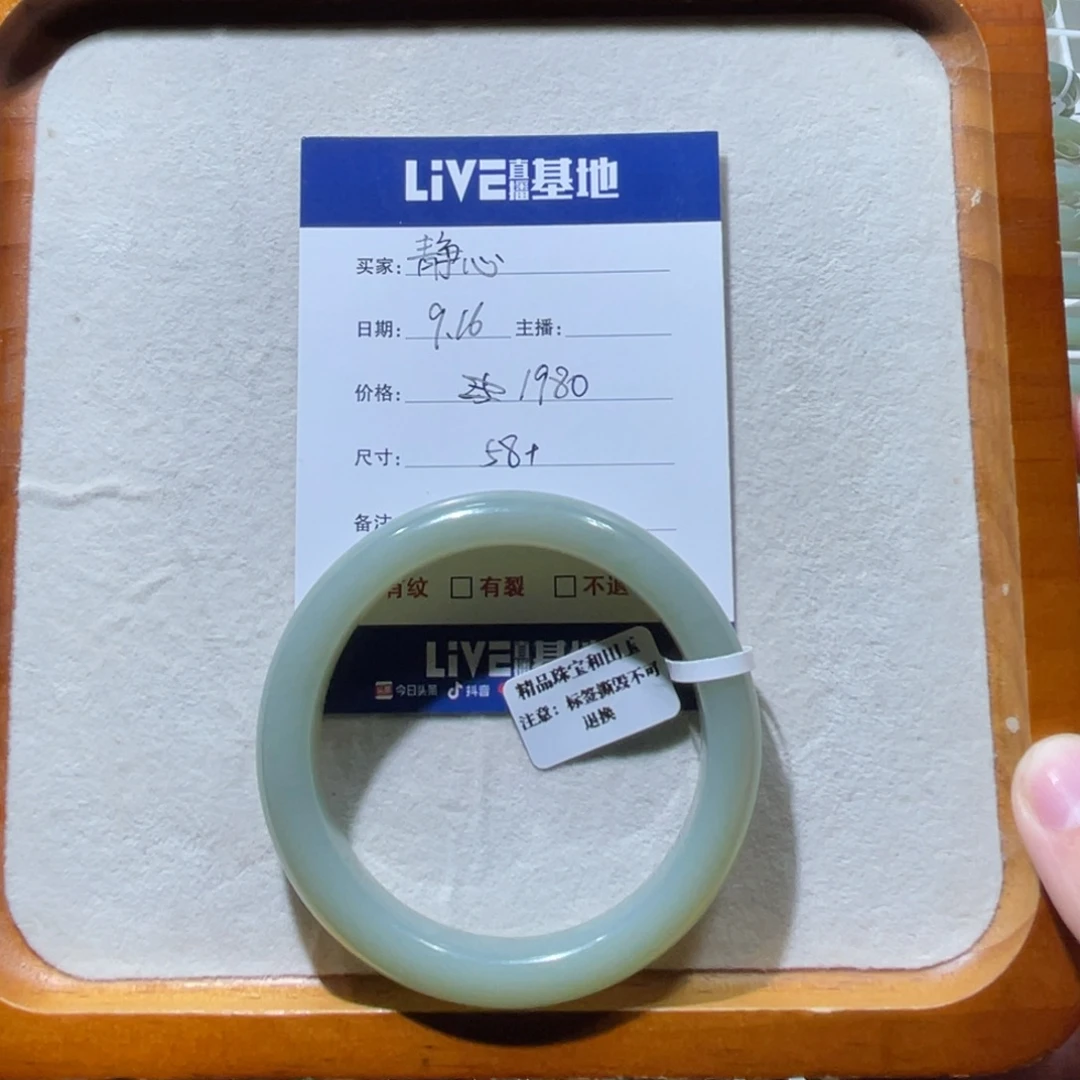 LiVE直播基地
买家: 静心
日期: 9.16 主播:
价格: 1980
尺寸: 58+
备注
有纹 □有裂 □不退
LiVE直播基地
今日头条 抖音
精品珠宝和田玉
注意：标签撕毁不可
退换